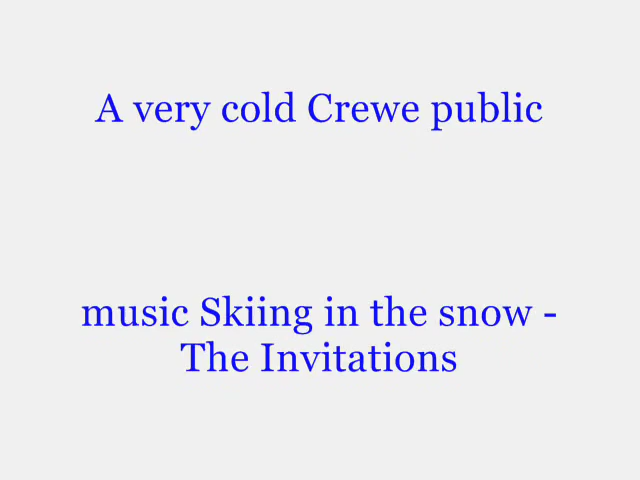 A very cold Crewe public
music Skiing in the snow -
The Invitations